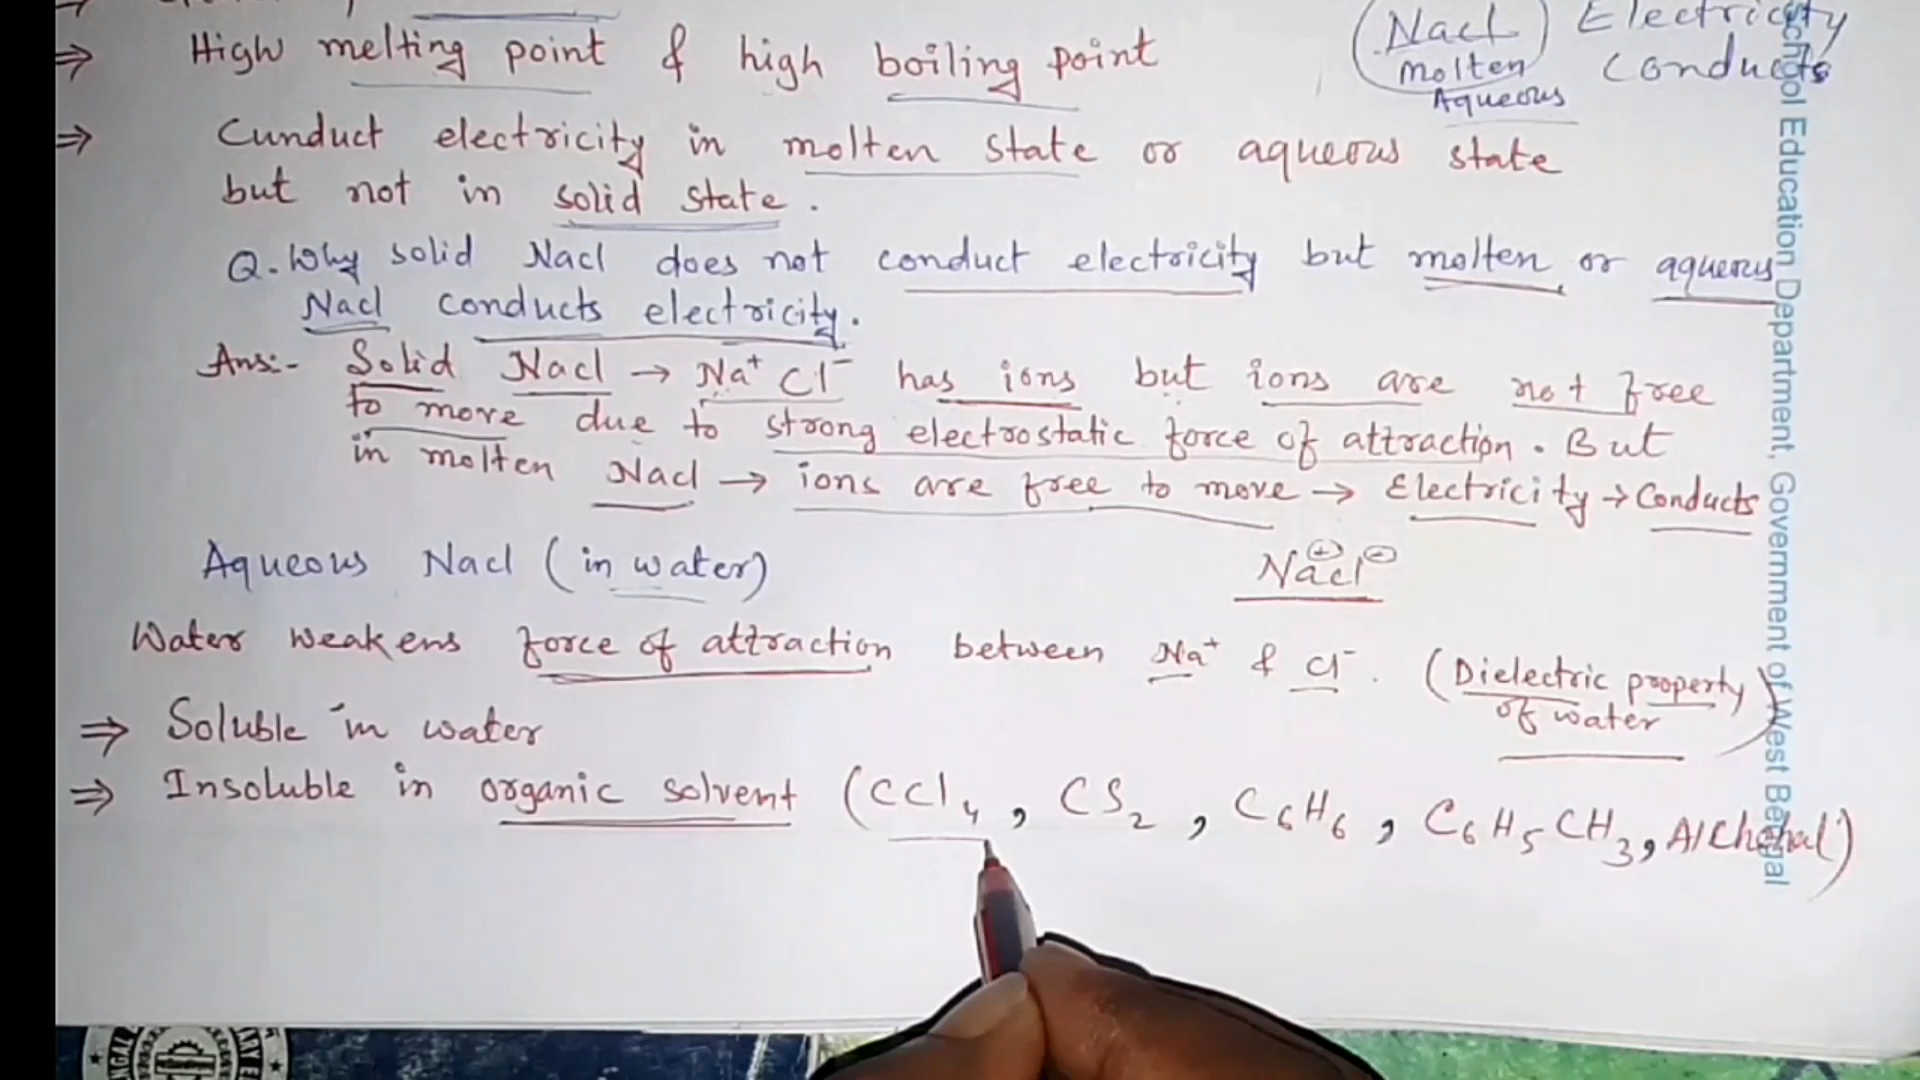 ⇒ High melting point & high boiling point
(Nacl) Electricity
molten Conducts
Aqueous
⇒ Cunduct electricity in molten state or aqueous state
but not in solid state.
Q. Why solid Nacl does not conduct electricity but molten or aqueous
Nacl conducts electricity.
Ans:- Solid Nacl → Na⁺ Cl⁻ has ions but ions are not free
to move due to strong electrostatic force of attraction. But
in molten Nacl → ions are free to move → Electricity → Conducts
Aqueous Nacl (in water)
Na⊕cl⊖
Water weakens force of attraction between Na⁺ & Cl⁻. (Dielectric property
of water)
⇒ Soluble in water
⇒ Insoluble in organic solvent (CCl₄, CS₂, C₆H₆, C₆H₅CH₃, Alchohal)
School Education Department, Government of West Bengal